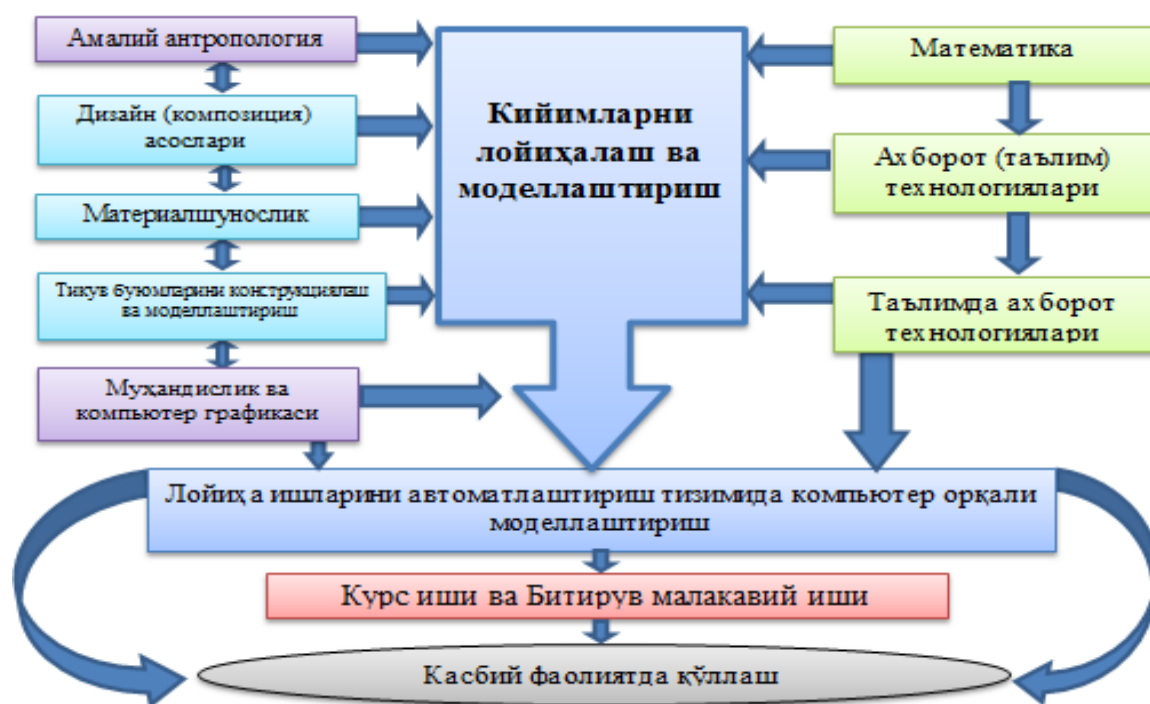 Амалий антропология
Дизайн (композиция)
асослари
Материалшунослик
Тикув буюмларини конструкциялаш
ва моделлаштириш
Муҳандислик ва
компьютер графикаси
Кийимларни
лойиҳалаш ва
моделлаштириш
Математика
Ахборот (таълим)
технологиялари
Таълимда ахборот
технологиялари
Лойиҳа ишларини автоматлаштириш тизимида компьютер орқали
моделлаштириш
Курс иши ва Битирув малакавий иши
Касбий фаолиятда қўллаш